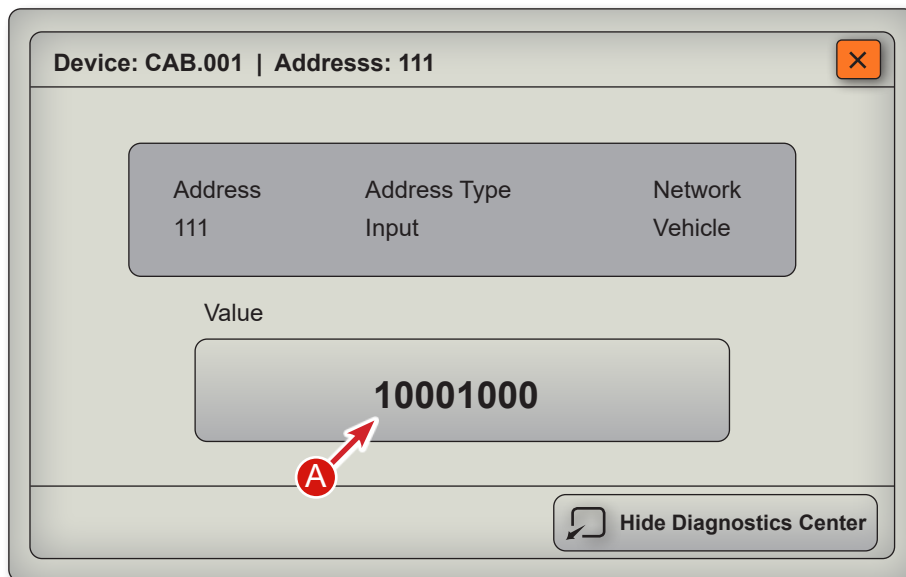 Device: CAB.001 | Addresss: 111
Address Address Type Network
111 Input Vehicle
Value
10001000
A
Hide Diagnostics Center